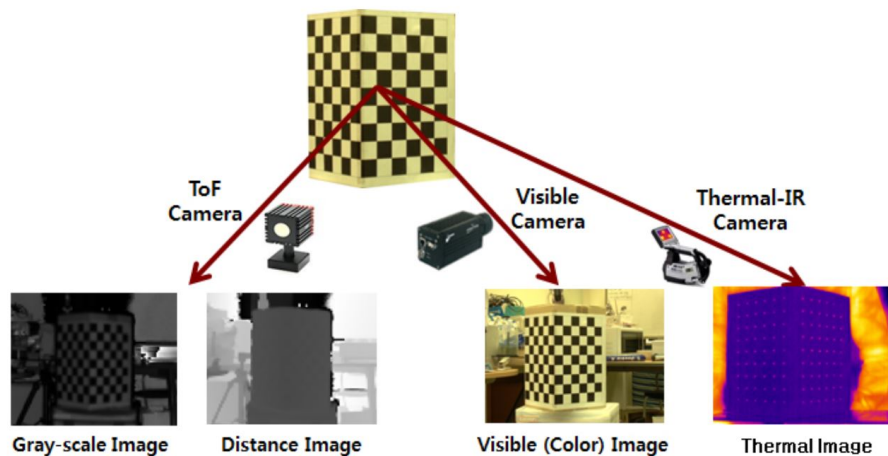 ToF
Camera
Visible
Camera
Thermal-IR
Camera
Gray-scale Image
Distance Image
Visible (Color) Image
Thermal Image